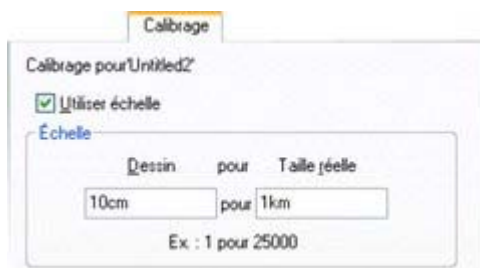 Calibrage
Calibrage pour'Untitled2'
Utiliser échelle
Échelle
Dessin pour Taille réelle
10cm pour 1km
Ex. : 1 pour 25000